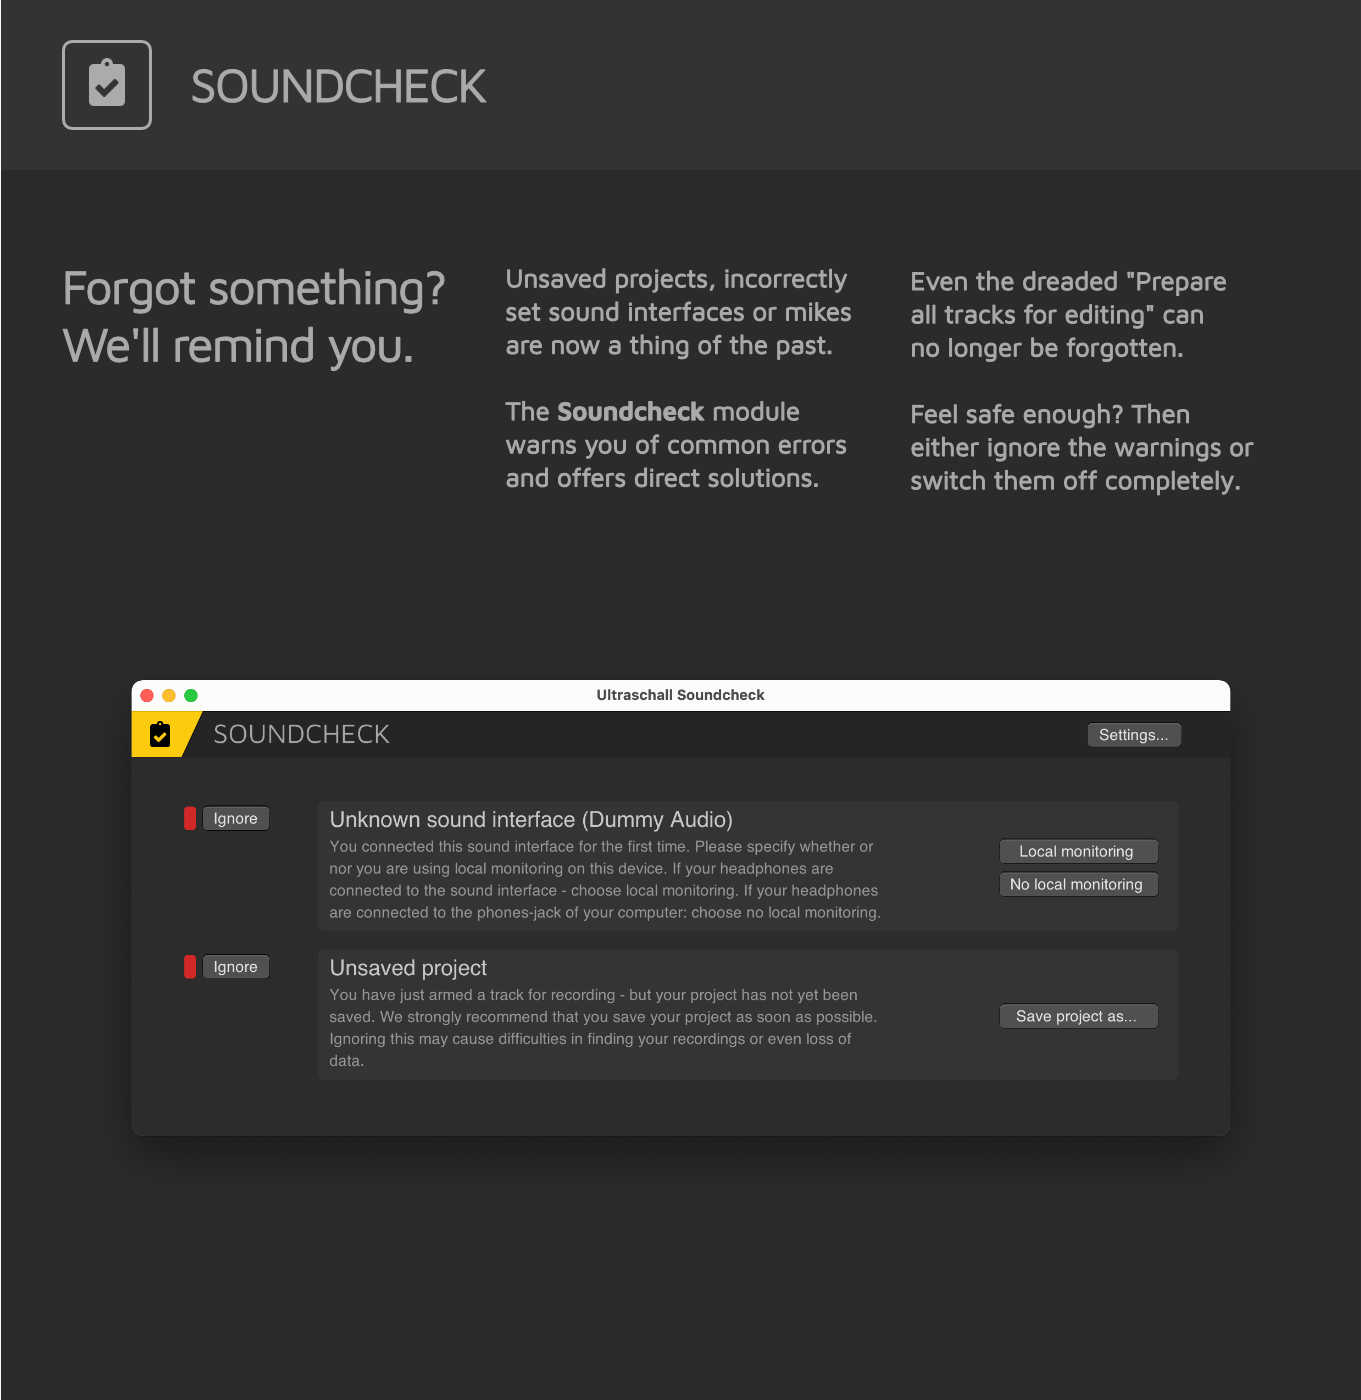 SOUNDCHECK
Forgot something?
We'll remind you.
Unsaved projects, incorrectly
set sound interfaces or mikes
are now a thing of the past.
The Soundcheck module
warns you of common errors
and offers direct solutions.
Even the dreaded "Prepare
all tracks for editing" can
no longer be forgotten.
Feel safe enough? Then
either ignore the warnings or
switch them off completely.
Ultraschall Soundcheck
SOUNDCHECK
Settings...
Ignore
Unknown sound interface (Dummy Audio)
You connected this sound interface for the first time. Please specify whether or
nor you are using local monitoring on this device. If your headphones are
connected to the sound interface - choose local monitoring. If your headphones
are connected to the phones-jack of your computer: choose no local monitoring.
Local monitoring
No local monitoring
Ignore
Unsaved project
You have just armed a track for recording - but your project has not yet been
saved. We strongly recommend that you save your project as soon as possible.
Ignoring this may cause difficulties in finding your recordings or even loss of
data.
Save project as...